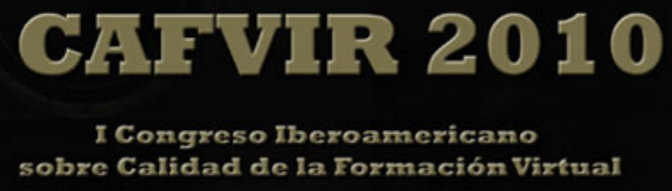 CAFVIR 2010
I Congreso Iberoamericano
sobre Calidad de la Formación Virtual